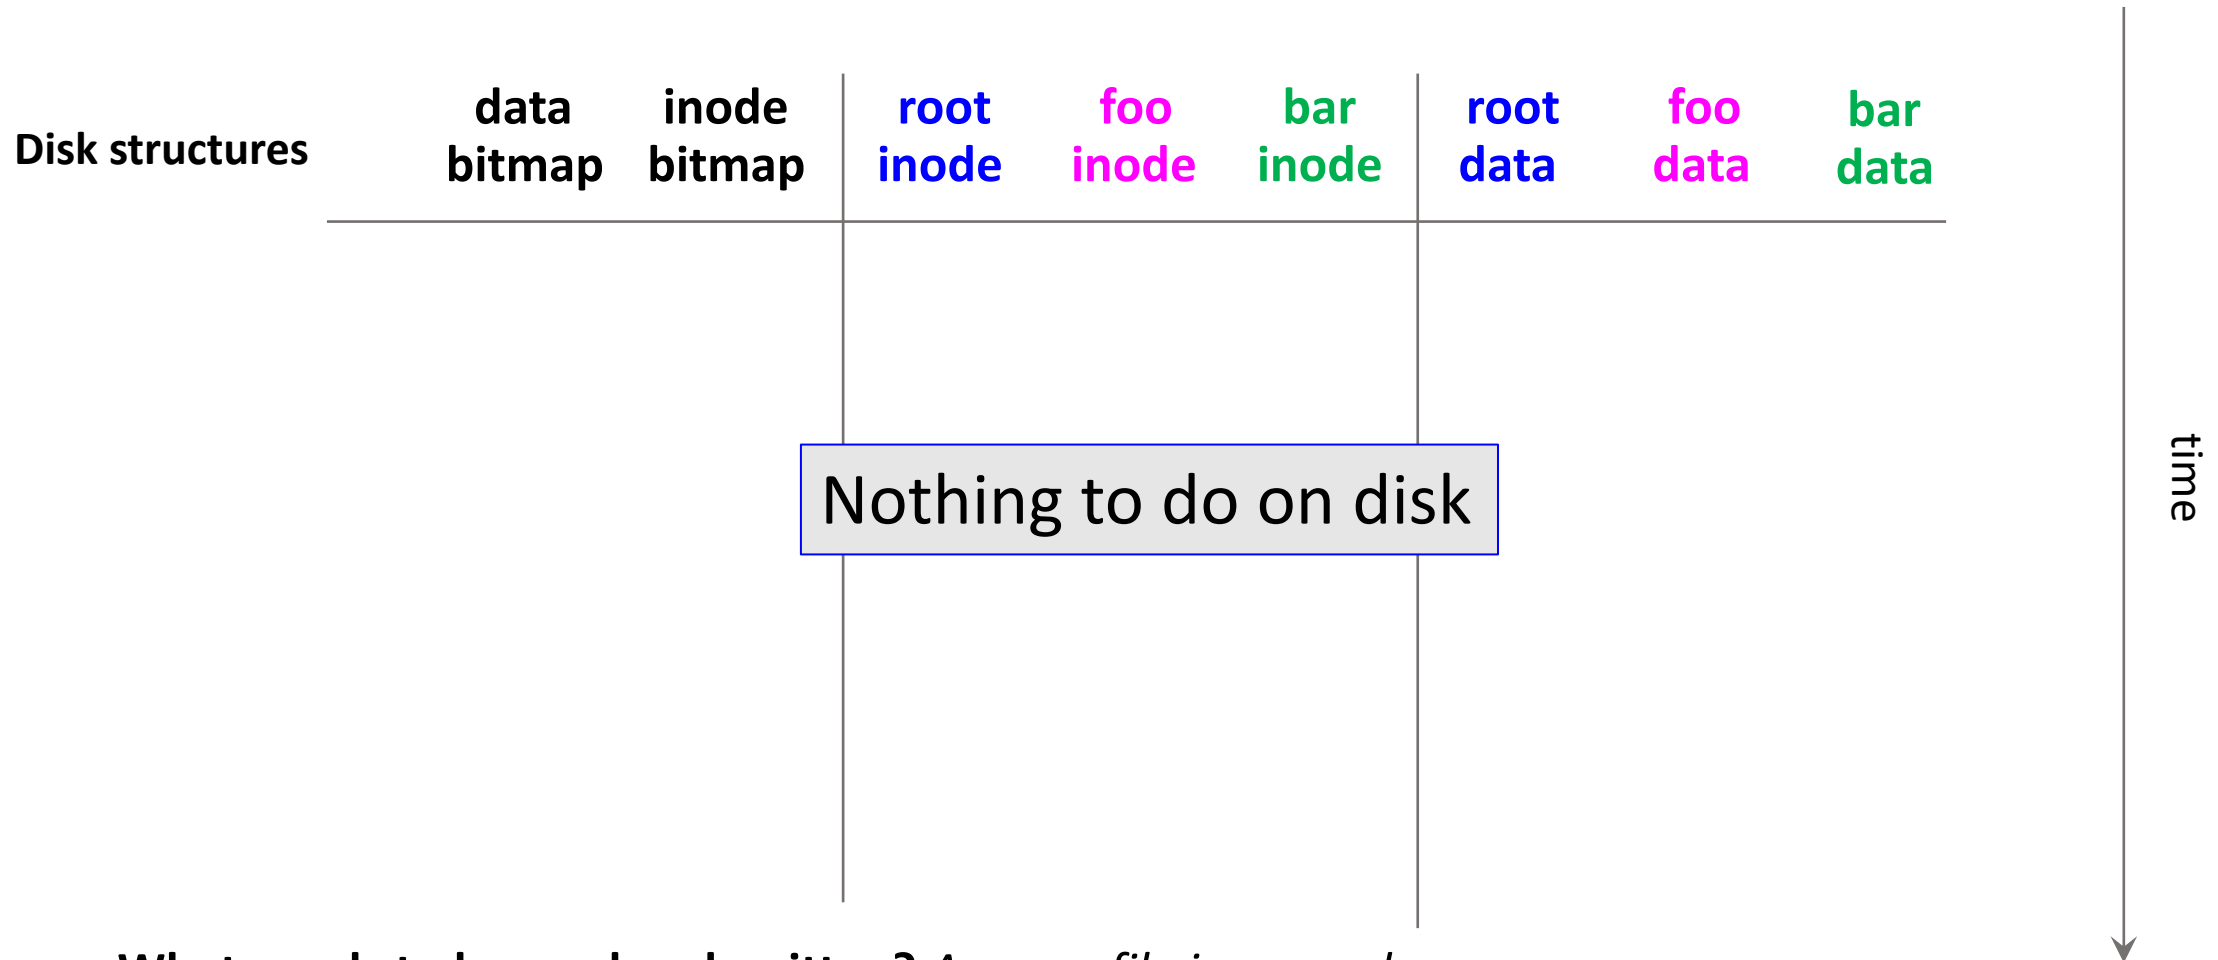 Disk structures
data bitmap
inode bitmap
root inode
foo inode
bar inode
root data
foo data
bar data
Nothing to do on disk
time